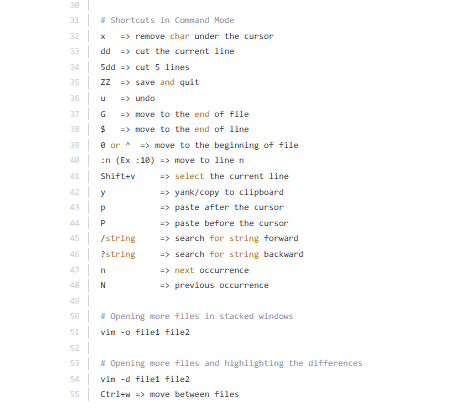 30
31 # Shortcuts in Command Mode
32 x => remove char under the cursor
33 dd => cut the current line
34 5dd => cut 5 lines
35 ZZ => save and quit
36 u => undo
37 G => move to the end of file
38 $ => move to the end of line
39 0 or ^ => move to the beginning of file
40 :n (Ex :10) => move to line n
41 Shift+v => select the current line
42 y => yank/copy to clipboard
43 p => paste after the cursor
44 P => paste before the cursor
45 /string => search for string forward
46 ?string => search for string backward
47 n => next occurrence
48 N => previous occurrence
49
50 # Opening more files in stacked windows
51 vim -o file1 file2
52
53 # Opening more files and highlighting the differences
54 vim -d file1 file2
55 Ctrl+w => move between files